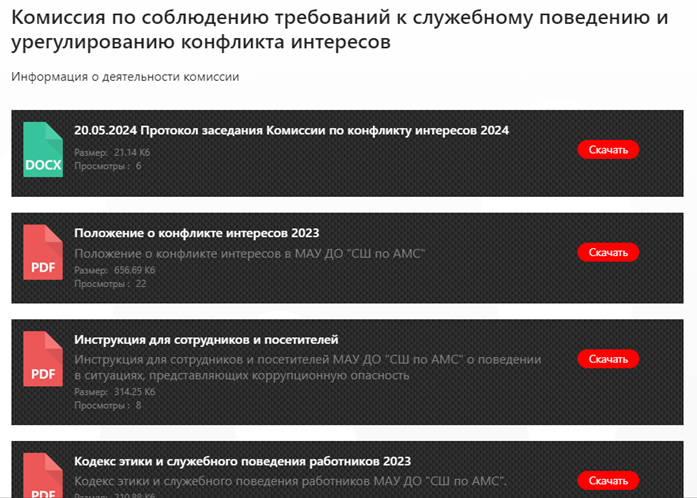 Комиссия по соблюдению требований к служебному поведению и
урегулированию конфликта интересов
Информация о деятельности комиссии
DOCX
20.05.2024 Протокол заседания Комиссии по конфликту интересов 2024
Размер: 21.14 Кб
Просмотры : 6
Скачать
PDF
Положение о конфликте интересов 2023
Положение о конфликте интересов в МАУ ДО "СШ по АМС"
Размер: 656.69 Кб
Просмотры : 22
Скачать
PDF
Инструкция для сотрудников и посетителей
Инструкция для сотрудников и посетителей МАУ ДО "СШ по АМС" о поведении
в ситуациях, представляющих коррупционную опасность
Размер: 314.25 Кб
Просмотры : 8
Скачать
PDF
Кодекс этики и служебного поведения работников 2023
Кодекс этики и служебного поведения работников МАУ ДО "СШ по АМС".
Размер: 210.88 Кб
Скачать